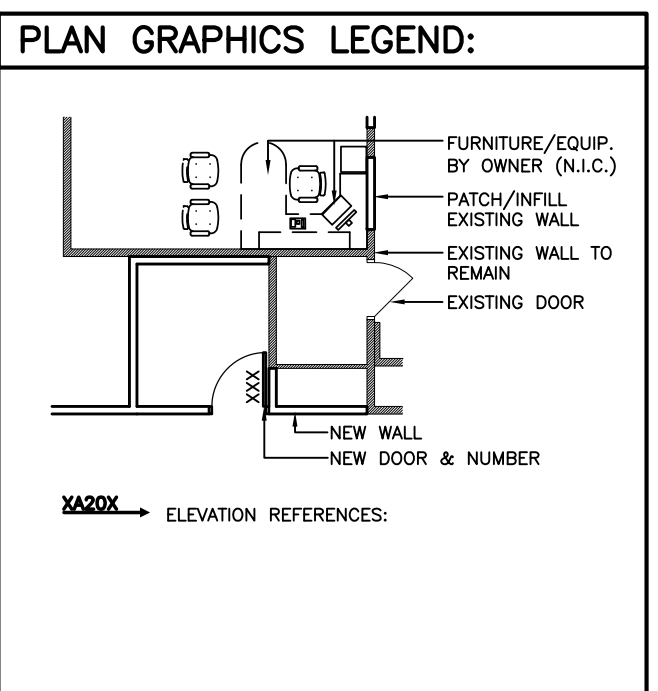 PLAN GRAPHICS LEGEND:
FURNITURE/EQUIP.
BY OWNER (N.I.C.)
PATCH/INFILL
EXISTING WALL
EXISTING WALL TO
REMAIN
EXISTING DOOR
XXX
NEW WALL
NEW DOOR & NUMBER
XA20X
ELEVATION REFERENCES: